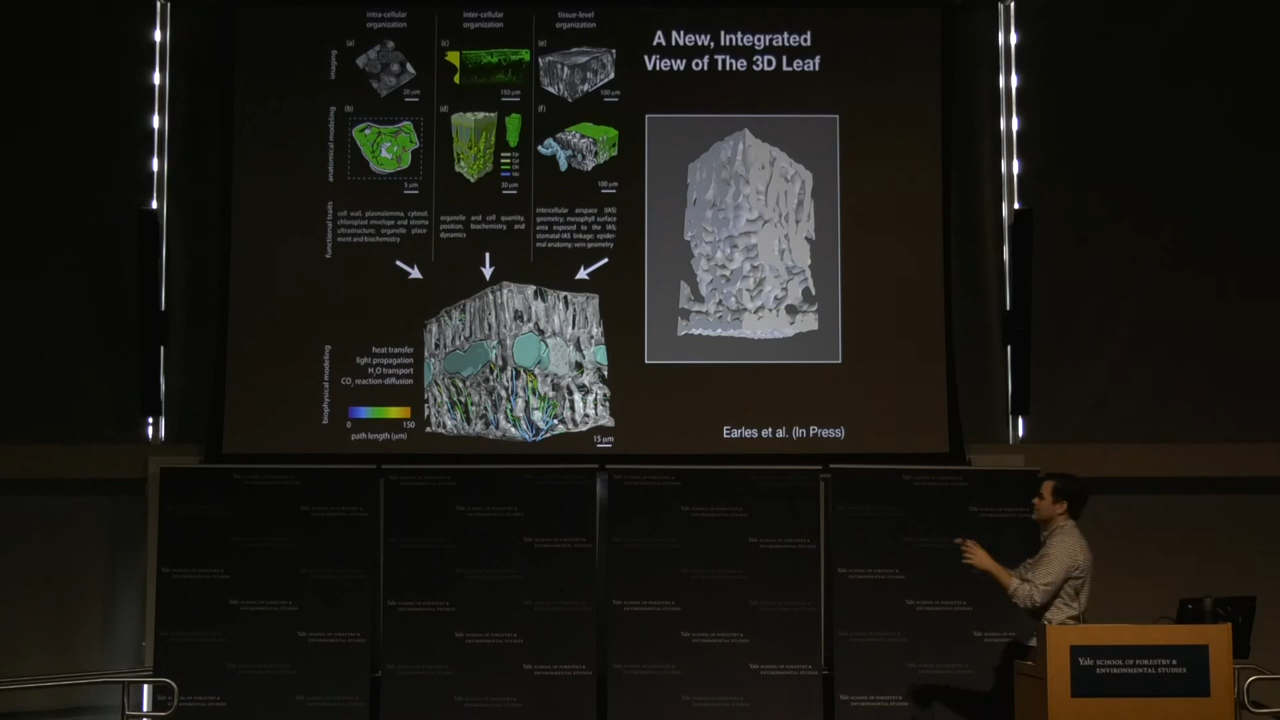 intra-cellular
organization
inter-cellular
organization
tissue-level
organization
A New, Integrated
View of The 3D Leaf
imaging
(a)
20 μm
(c)
150 μm
(e)
100 μm
anatomical modeling
(b)
5 μm
(d)
30 μm
(f)
100 μm
functional traits
cell wall, plasmalemma, cytosol,
chloroplast envelope and stroma
ultrastructure; organelle place-
ment and biochemistry
organelle and cell quantity,
position, biochemistry, and
dynamics
intercellular airspace (IAS)
geometry; mesophyll surface
area exposed to the IAS;
stomatal-IAS linkage; epider-
mal anatomy; vein geometry
biophysical modeling
heat transfer
light propagation
H2O transport
CO2 reaction-diffusion
0 150
path length (μm)
15 μm
Earles et al. (In Press)
Yale SCHOOL OF FORESTRY &
ENVIRONMENTAL STUDIES